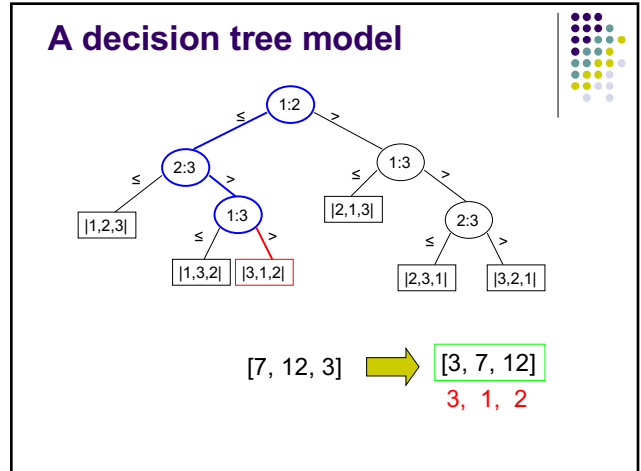 A decision tree model
1:2
≤ >
2:3 1:3
≤ > ≤ >
|1,2,3| 1:3 |2,1,3| 2:3
≤ > ≤ >
|1,3,2| |3,1,2| |2,3,1| |3,2,1|
[7, 12, 3] [3, 7, 12]
3, 1, 2